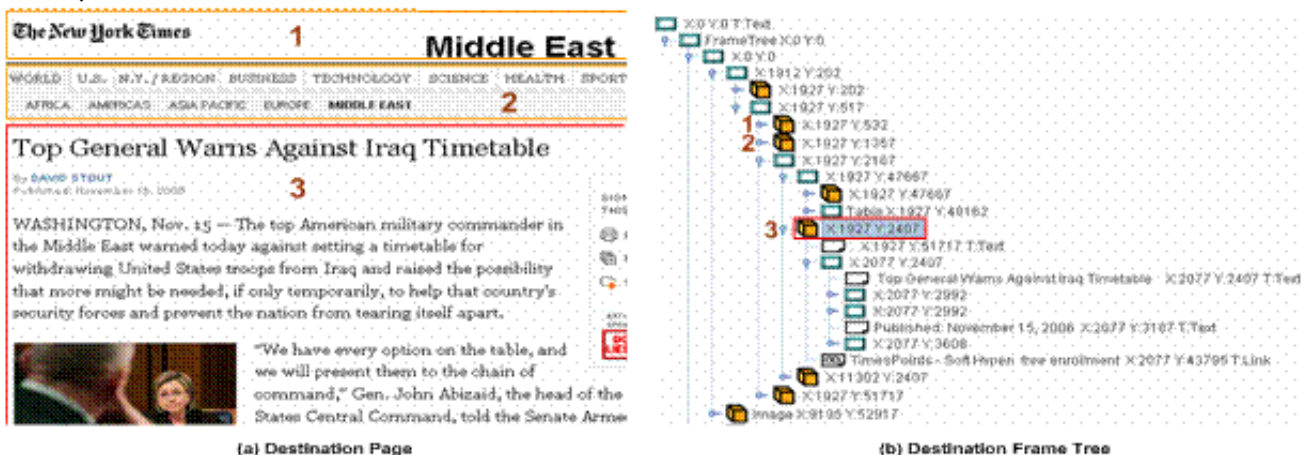 The New York Times
1
Middle East
WORLD U.S. N.Y. / REGION BUSINESS TECHNOLOGY SCIENCE HEALTH SPORT
AFRICA AMERICAS ASIA PACIFIC EUROPE MIDDLE EAST
2
Top General Warns Against Iraq Timetable
By DAVID STOUT
Published: November 15, 2006
3
WASHINGTON, Nov. 15 — The top American military commander in
the Middle East warned today against setting a timetable for
withdrawing United States troops from Iraq and raised the possibility
that more might be needed, if only temporarily, to help that country's
security forces and prevent the nation from tearing itself apart.
"We have every option on the table, and
we will present them to the chain of
command," Gen. John Abizaid, the head of the
States Central Command, told the Senate Arme
(a) Destination Page
X:0 Y:0 T:Text
FrameTree X:0 Y:0
X:0 Y:0
X:1912 Y:202
X:1927 Y:202
X:1927 Y:517
1 X:1927 Y:532
2 X:1927 Y:1357
X:1927 Y:2167
X:1927 Y:47667
X:1927 Y:47667
Table X:1927 Y:48162
3 X:1927 Y:2407
X:1927 Y:51717 T:Text
X:2077 Y:2407
Top General Warns Against Iraq Timetable X:2077 Y:2407 T:Text
X:2077 Y:2992
X:2077 Y:2992
Published: November 15, 2006 X:2077 Y:3187 T:Text
X:2077 Y:3608
TimesPoints - Soft Hyperi free enrollment X:2077 Y:43795 T:Link
X:11302 Y:2407
X:1927 Y:51717
Image X:9195 Y:52917
(b) Destination Frame Tree